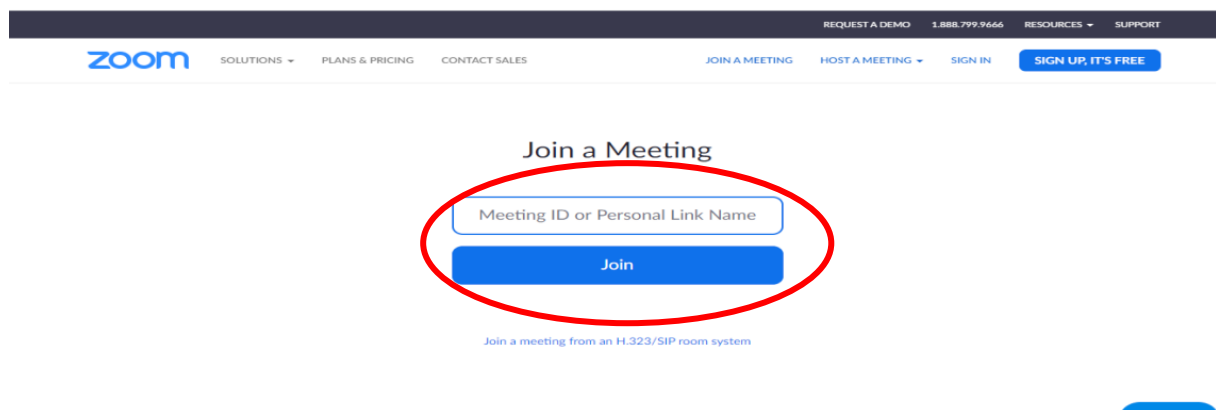 REQUEST A DEMO 1.888.799.9666 RESOURCES SUPPORT
zoom SOLUTIONS PLANS & PRICING CONTACT SALES JOIN A MEETING HOST A MEETING SIGN IN SIGN UP, IT'S FREE
Join a Meeting
Meeting ID or Personal Link Name
Join
Join a meeting from an H.323/SIP room system